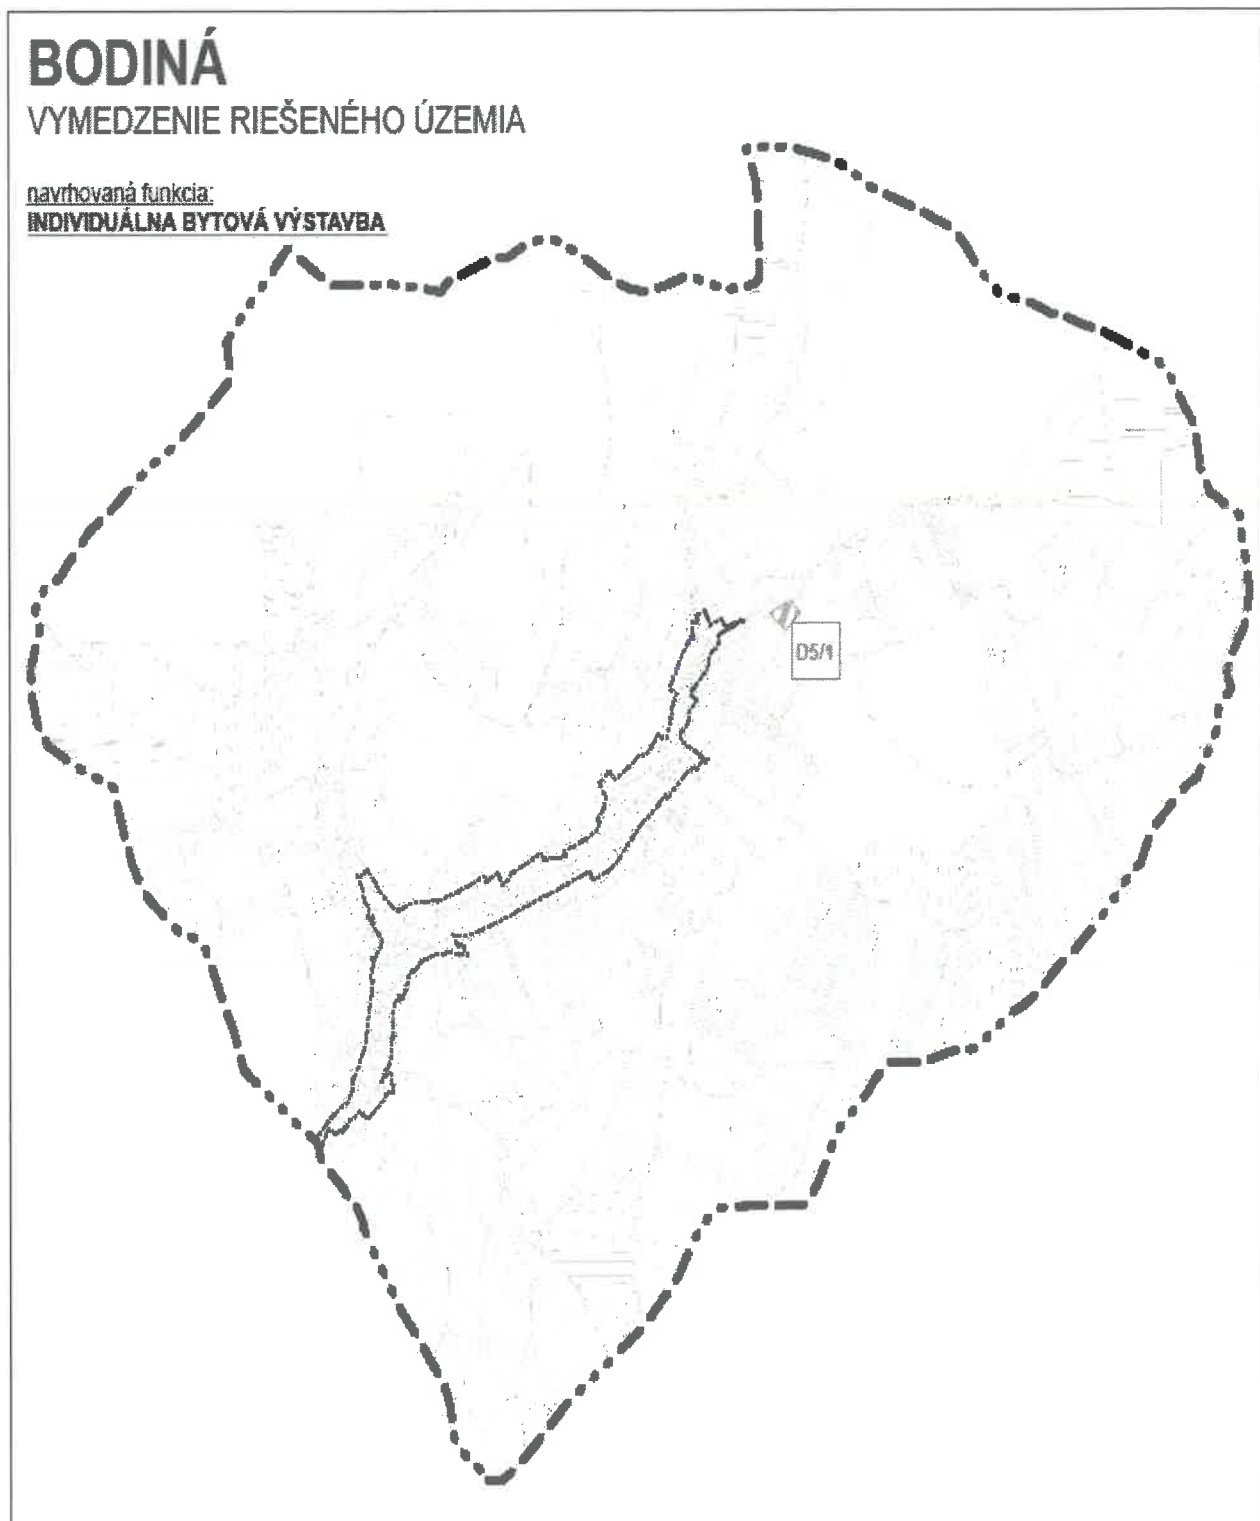 BODINÁ
VYMEDZENIE RIEŠENÉHO ÚZEMIA
navrhovaná funkcia:
INDIVIDUÁLNA BYTOVÁ VÝSTAVBA
D5/1